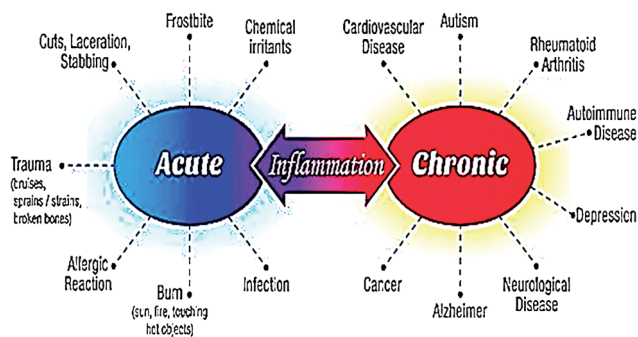 Frostbite
Cuts, Laceration,
Stabbing
Chemical
irritants
Trauma
(bruises,
sprains / strains,
broken bones)
Acute
Allergic
Reaction
Burn
(sun, fire, touching
hot objects)
Infection
Inflammation
Cardiovascular
Disease
Autism
Rheumatoid
Arthritis
Autoimmune
Disease
Chronic
Depression
Cancer
Alzheimer
Neurological
Disease